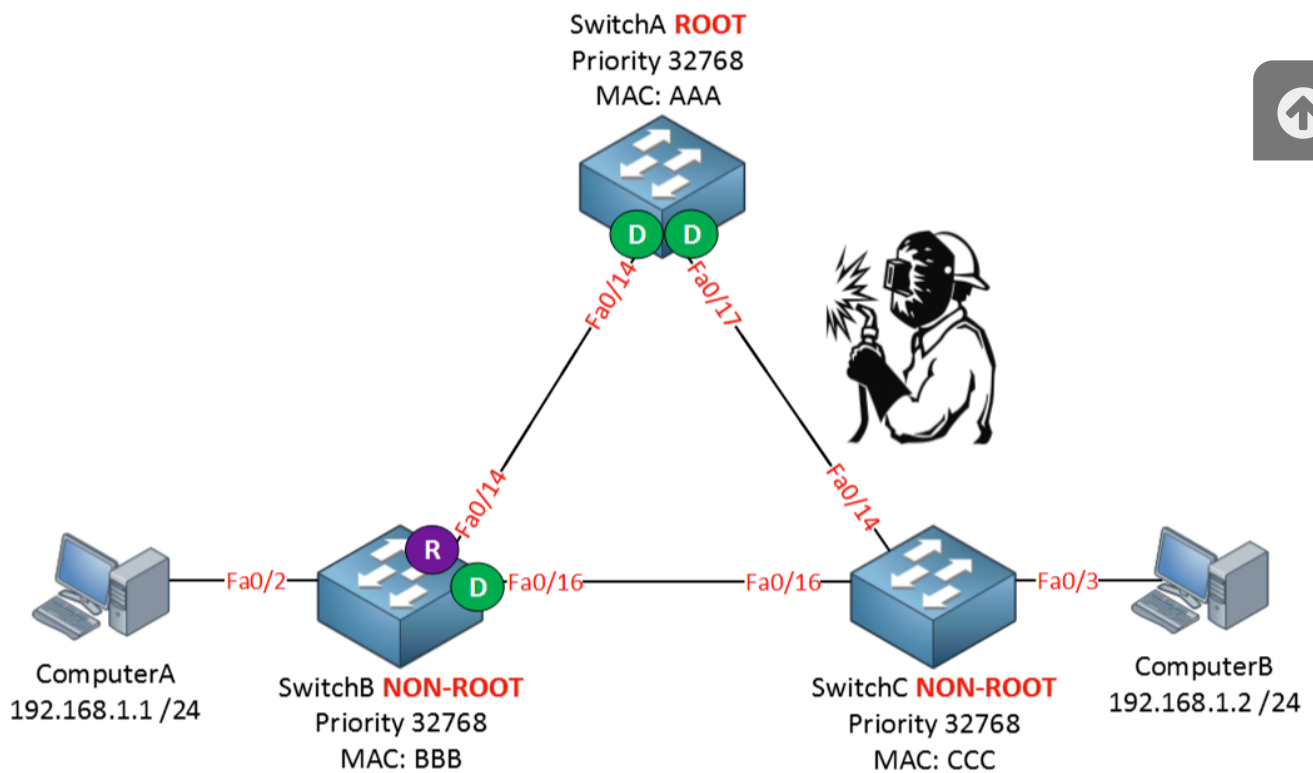 SwitchA ROOT
Priority 32768
MAC: AAA
D D
Fa0/14
Fa0/17
Fa0/14
Fa0/14
R
D
Fa0/2
Fa0/16
Fa0/16
Fa0/3
ComputerA
192.168.1.1 /24
SwitchB NON-ROOT
Priority 32768
MAC: BBB
SwitchC NON-ROOT
Priority 32768
MAC: CCC
ComputerB
192.168.1.2 /24